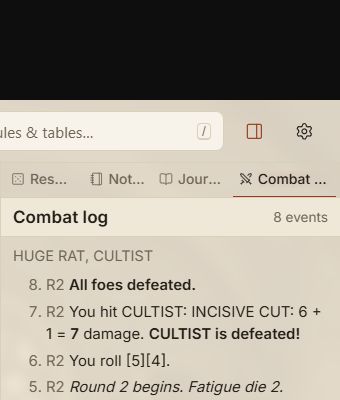 ules & tables... /
Res... Not... Jour... Combat ...
Combat log 8 events
HUGE RAT, CULTIST
8. R2 All foes defeated.
7. R2 You hit CULTIST: INCISIVE CUT: 6 +
1 = 7 damage. CULTIST is defeated!
6. R2 You roll [5][4].
5. R2 Round 2 begins. Fatigue die 2.